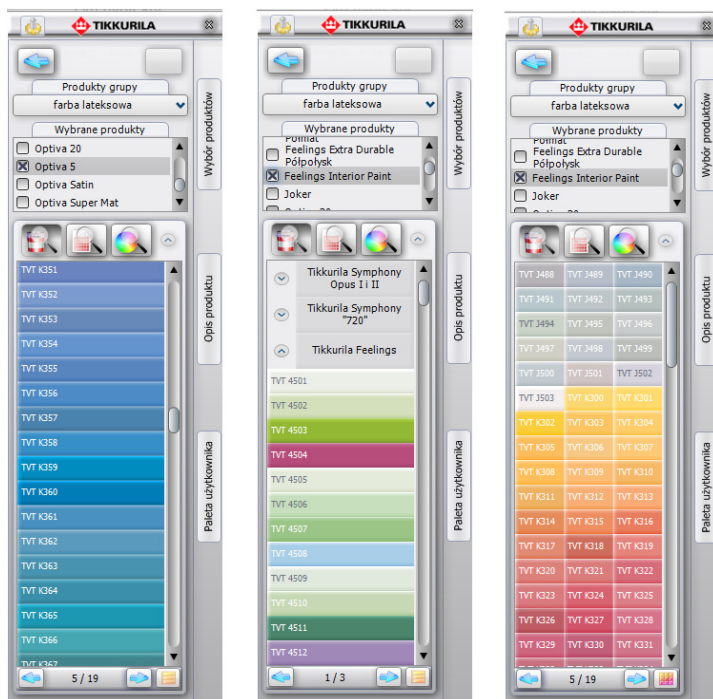 TIKKURILA
Produkty grupy
farba lateksowa
Wybrane produkty
Optiva 20
Optiva 5
Optiva Satin
Optiva Super Mat
TVT K351
TVT K352
TVT K353
TVT K354
TVT K355
TVT K356
TVT K357
TVT K358
TVT K359
TVT K360
TVT K361
TVT K362
TVT K363
TVT K364
TVT K365
TVT K366
TVT K367
5 / 19
Wybór produktów
Opis produktu
Paleta użytkownika
TIKKURILA
Produkty grupy
farba lateksowa
Wybrane produkty
Półmat
Feelings Extra Durable
Półpołysk
Feelings Interior Paint
Joker
Optiva 20
Tikkurila Symphony
Opus I i II
Tikkurila Symphony
"720"
Tikkurila Feelings
TVT 4501
TVT 4502
TVT 4503
TVT 4504
TVT 4505
TVT 4506
TVT 4507
TVT 4508
TVT 4509
TVT 4510
TVT 4511
TVT 4512
1 / 3
Wybór produktów
Opis produktu
Paleta użytkownika
TIKKURILA
Produkty grupy
farba lateksowa
Wybrane produkty
Półmat
Feelings Extra Durable
Półpołysk
Feelings Interior Paint
Joker
TVT J488 TVT J489 TVT J490
TVT J491 TVT J492 TVT J493
TVT J494 TVT J495 TVT J496
TVT J497 TVT J498 TVT J499
TVT J500 TVT J501 TVT J502
TVT J503 TVT K300 TVT K301
TVT K302 TVT K303 TVT K304
TVT K305 TVT K306 TVT K307
TVT K308 TVT K309 TVT K310
TVT K311 TVT K312 TVT K313
TVT K314 TVT K315 TVT K316
TVT K317 TVT K318 TVT K319
TVT K320 TVT K321 TVT K322
TVT K323 TVT K324 TVT K325
TVT K326 TVT K327 TVT K328
TVT K329 TVT K330 TVT K331
5 / 19
Wybór produktów
Opis produktu
Paleta użytkownika